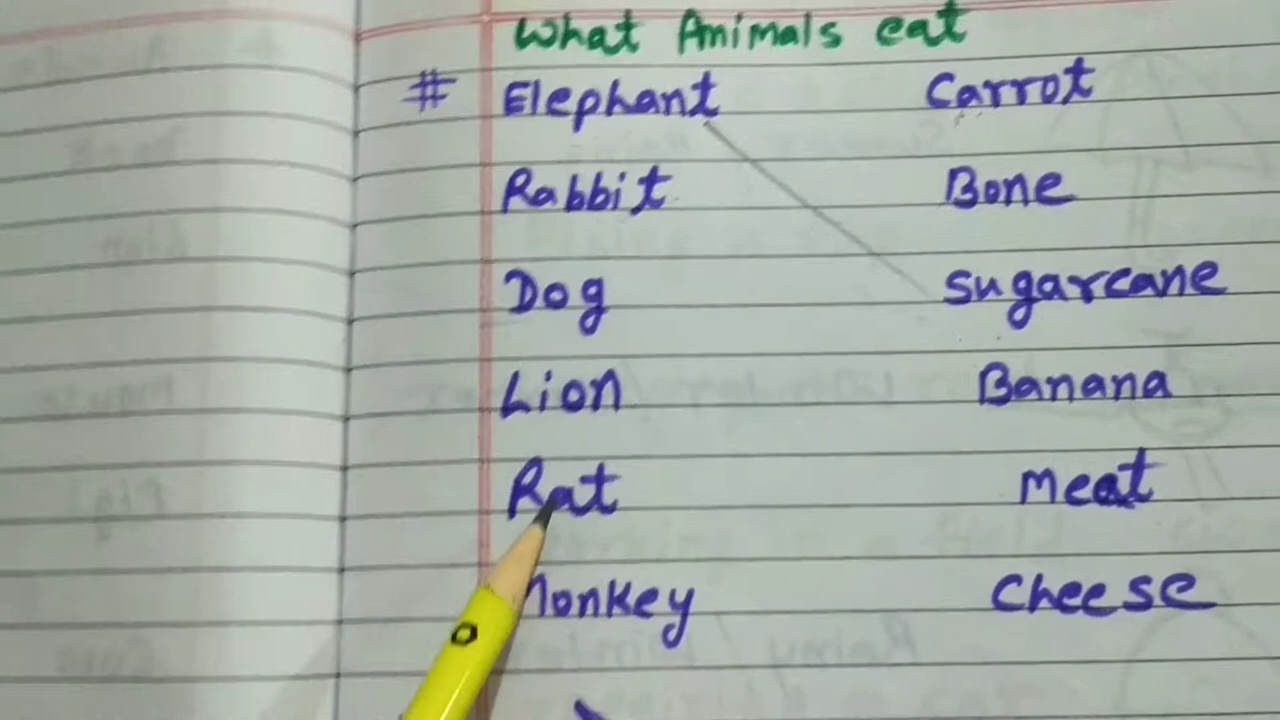 What Animals eat
# Elephant Carrot
Rabbit Bone
Dog Sugarcane
Lion Banana
Rat Meat
Monkey Cheese